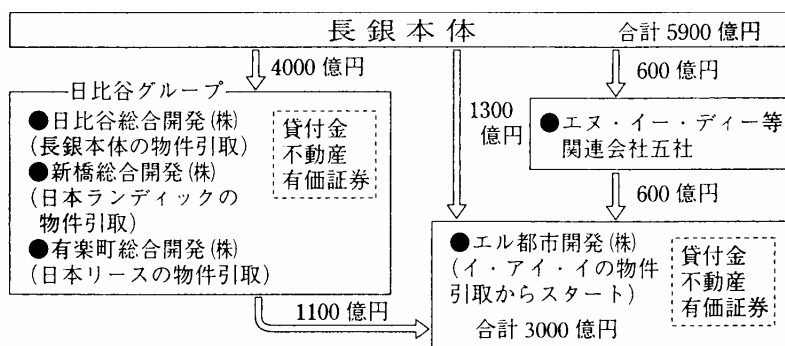 長銀本体 合計 5900 億円
4000 億円
600 億円
1300
億円
日比谷グループ
●日比谷総合開発(株)
(長銀本体の物件引取)
●新橋総合開発(株)
(日本ランディックの
物件引取)
●有楽町総合開発(株)
(日本リースの物件引取)
貸付金
不動産
有価証券
●エヌ・イー・ディー等
関連会社五社
600 億円
●エル都市開発(株)
(イ・アイ・イの物件
引取からスタート)
合計 3000 億円
貸付金
不動産
有価証券
1100 億円